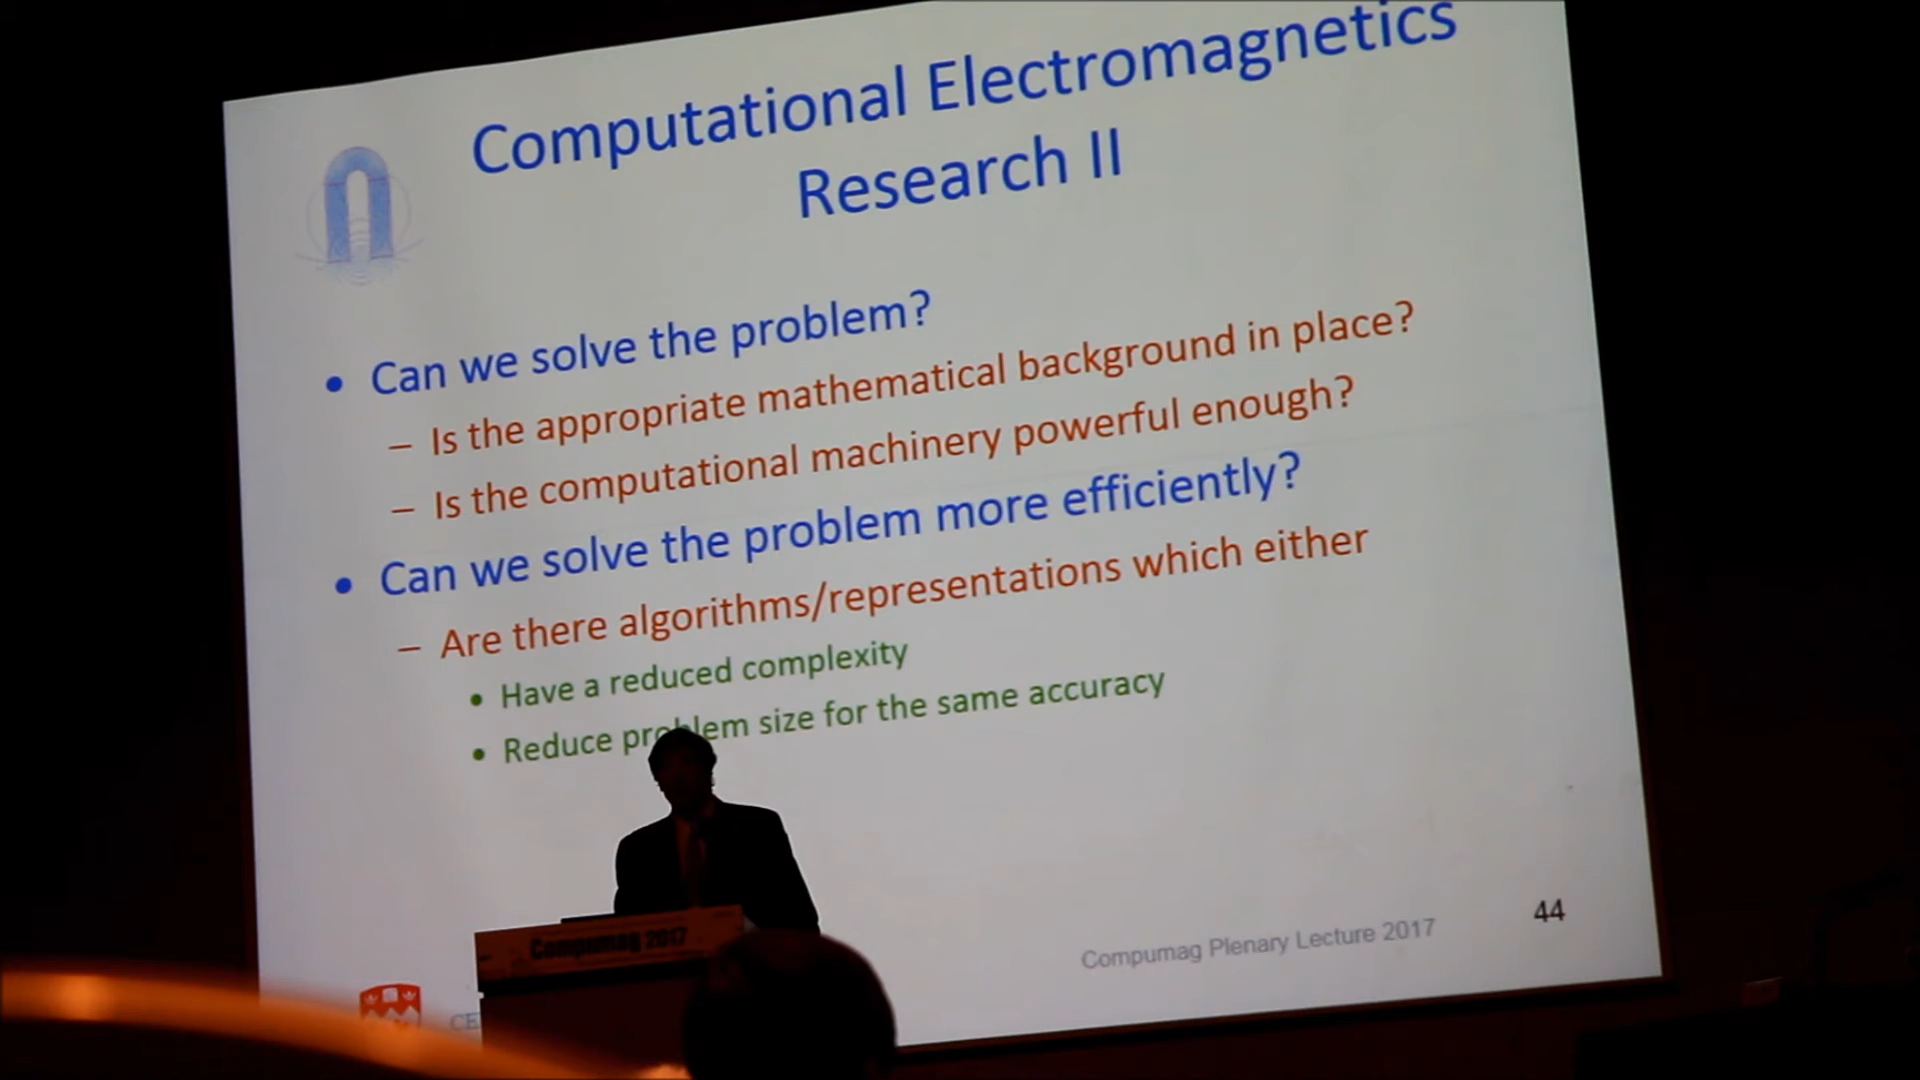 Computational Electromagnetics
Research II
• Can we solve the problem?
– Is the appropriate mathematical background in place?
– Is the computational machinery powerful enough?
• Can we solve the problem more efficiently?
– Are there algorithms/representations which either
• Have a reduced complexity
• Reduce problem size for the same accuracy
Compumag 2017
Compumag Plenary Lecture 2017
44
CE